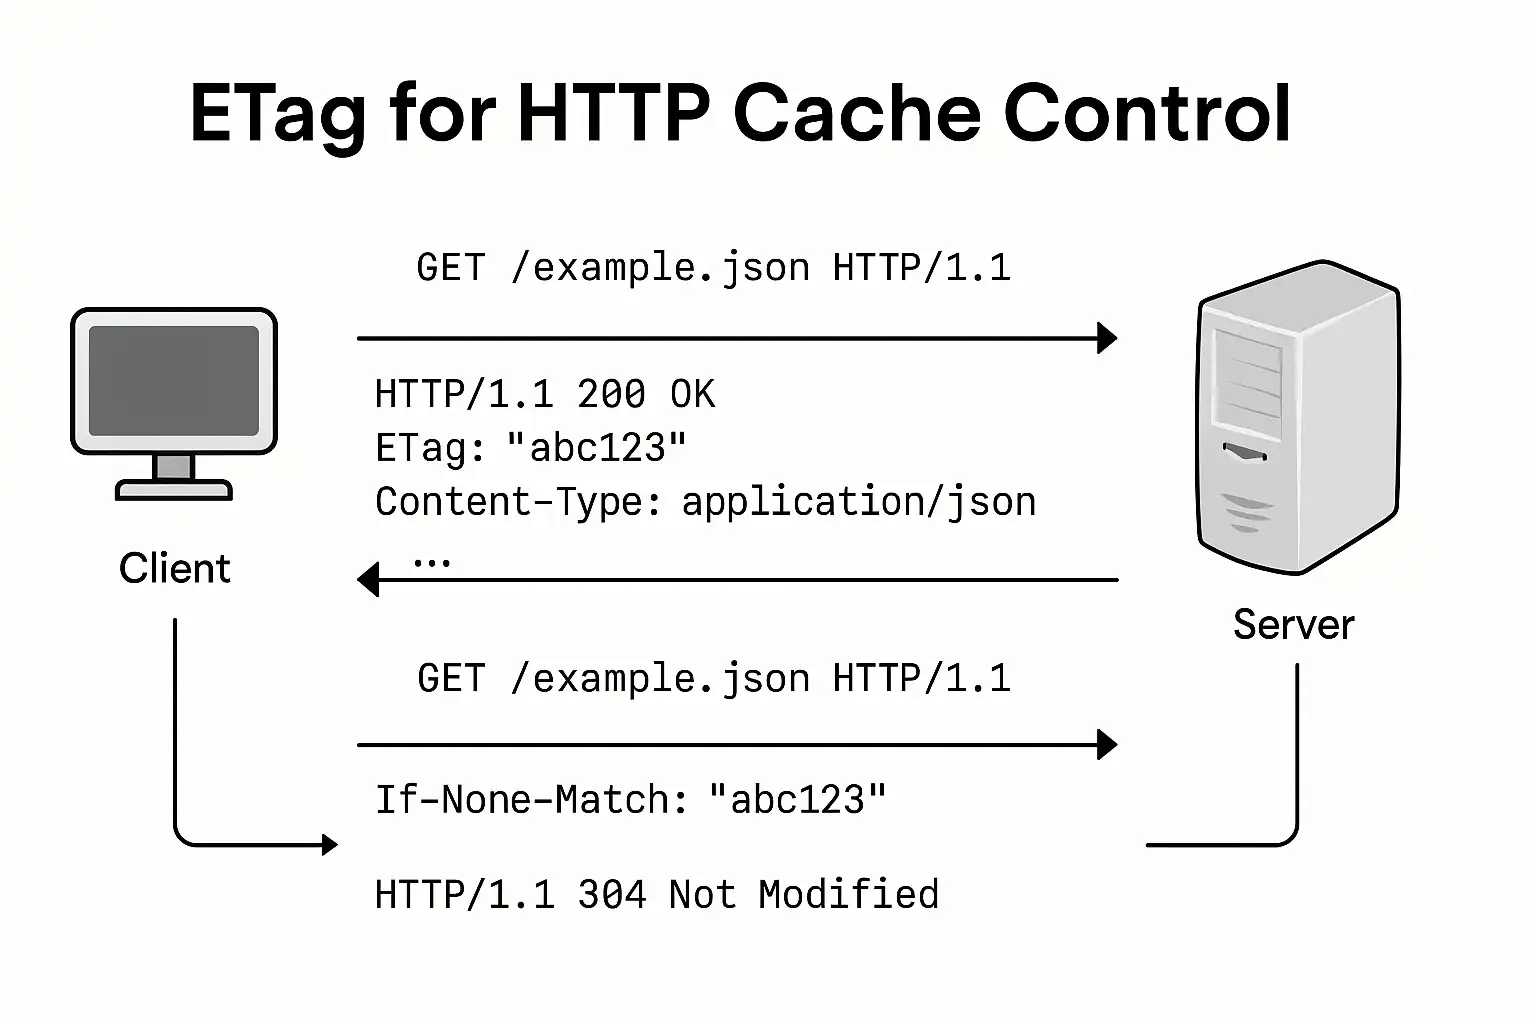 ETag for HTTP Cache Control
GET /example.json HTTP/1.1
HTTP/1.1 200 OK
ETag: "abc123"
Content-Type: application/json
...
Client
Server
GET /example.json HTTP/1.1
If-None-Match: "abc123"
HTTP/1.1 304 Not Modified